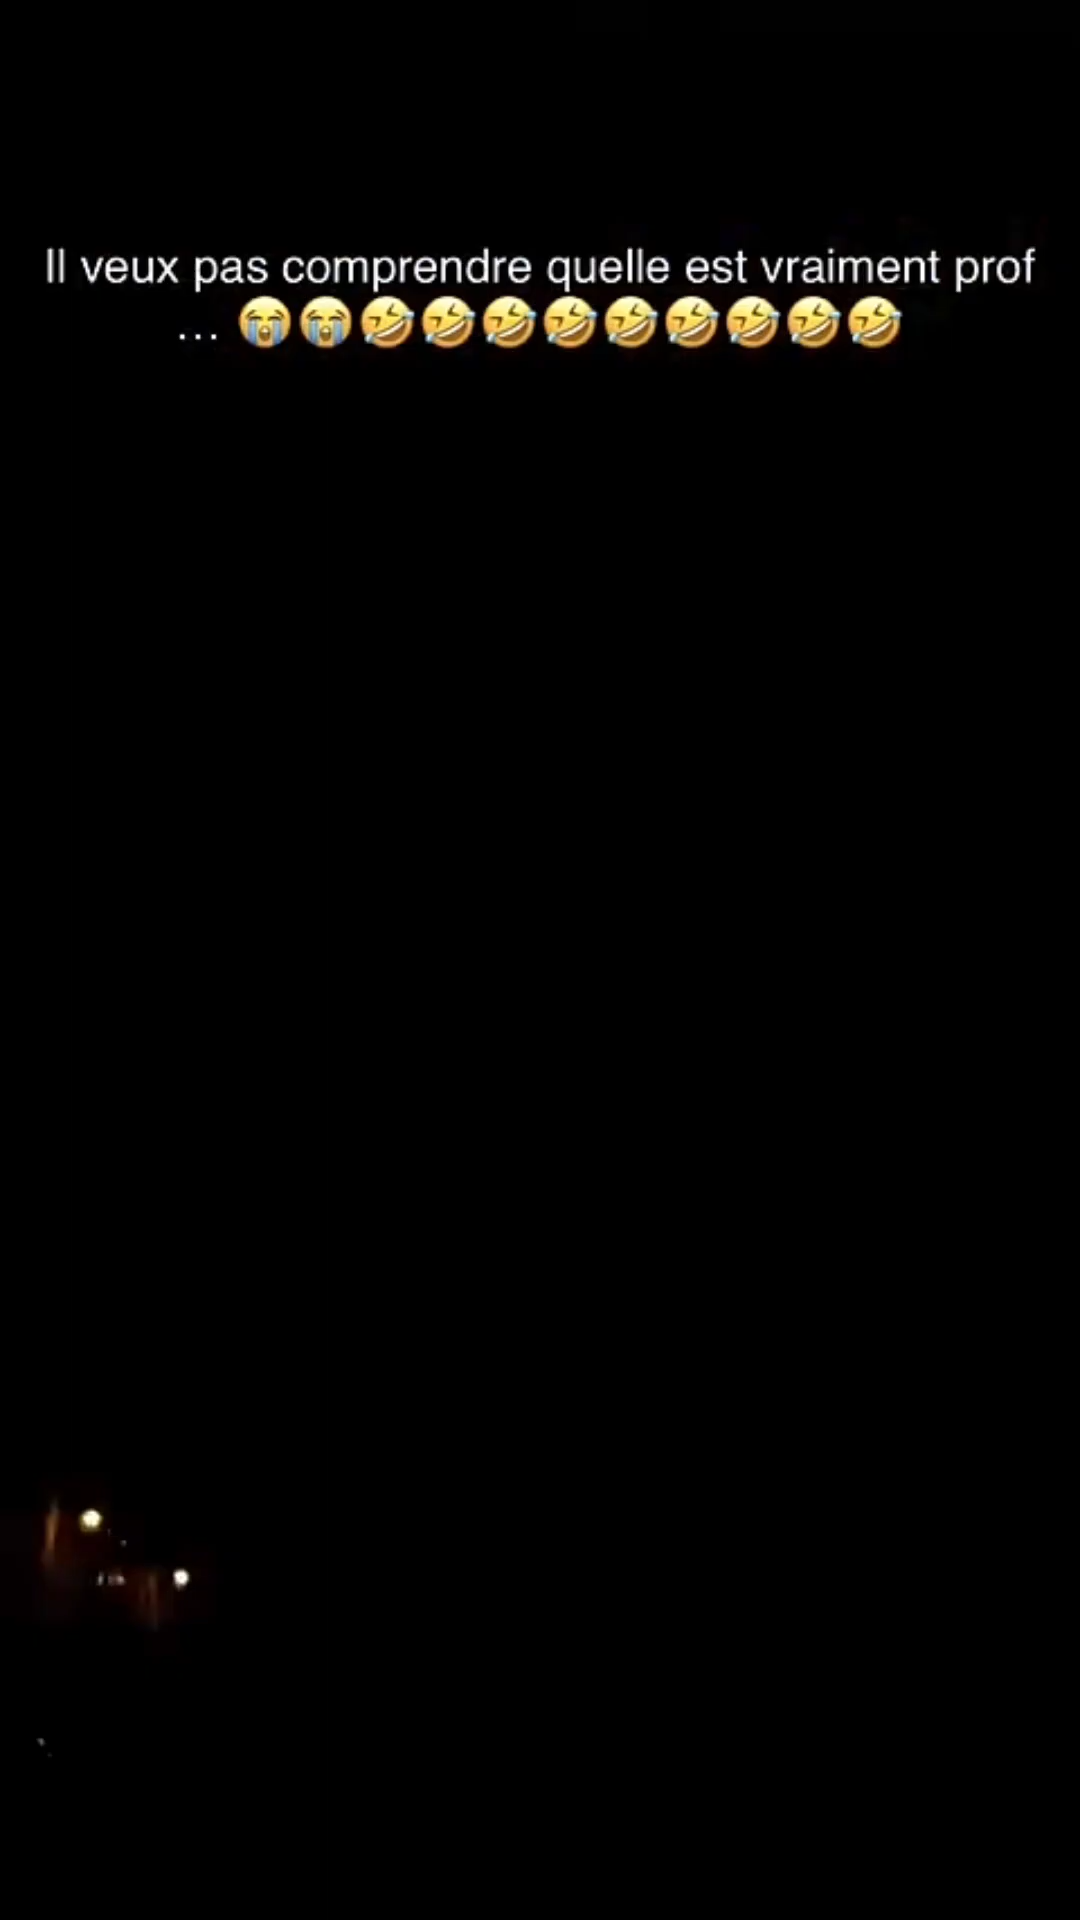 Il veux pas comprendre quelle est vraiment prof
... 😭😭🤣🤣🤣🤣🤣🤣🤣🤣🤣